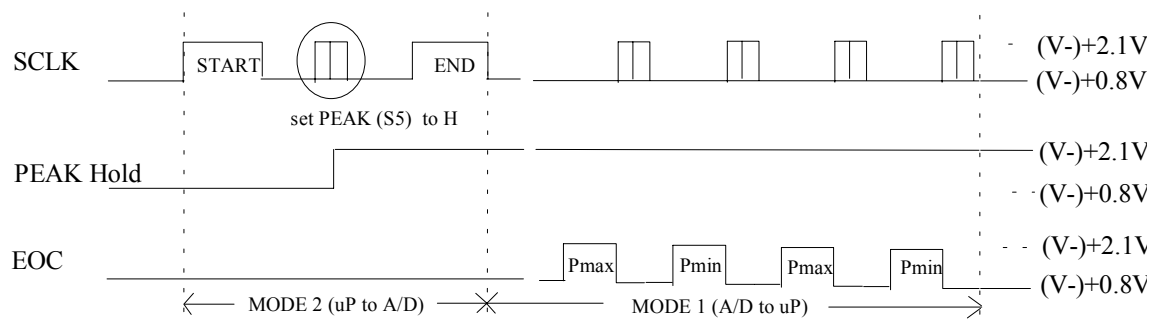 SCLK START END (V-)+2.1V
(V-)+0.8V
set PEAK (S5) to H
PEAK Hold (V-)+2.1V
(V-)+0.8V
EOC Pmax Pmin Pmax Pmin (V-)+2.1V
(V-)+0.8V
MODE 2 (uP to A/D) MODE 1 (A/D to uP)